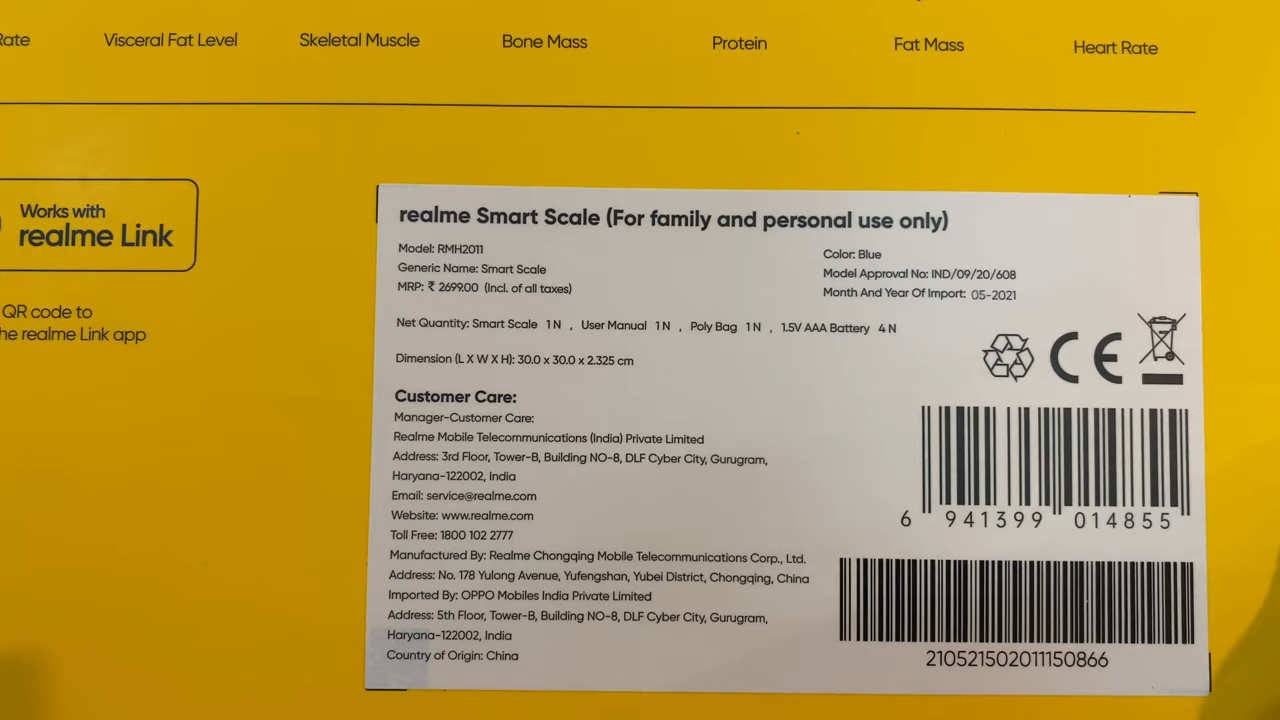 Rate Visceral Fat Level Skeletal Muscle Bone Mass Protein Fat Mass Heart Rate
Works with
realme Link
QR code to
the realme Link app
realme Smart Scale (For family and personal use only)
Model: RMH2011
Generic Name: Smart Scale
MRP: ₹ 2699.00 (Incl. of all taxes)
Color: Blue
Model Approval No: IND/09/20/608
Month And Year Of Import: 05-2021
Net Quantity: Smart Scale 1 N , User Manual 1 N , Poly Bag 1 N , 1.5V AAA Battery 4 N
Dimension (L X W X H): 30.0 x 30.0 x 2.325 cm
CE
Customer Care:
Manager-Customer Care:
Realme Mobile Telecommunications (India) Private Limited
Address: 3rd Floor, Tower-B, Building NO-8, DLF Cyber City, Gurugram,
Haryana-122002, India
Email: service@realme.com
Website: www.realme.com
Toll Free: 1800 102 2777
Manufactured By: Realme Chongqing Mobile Telecommunications Corp., Ltd.
Address: No. 178 Yulong Avenue, Yufengshan, Yubei District, Chongqing, China
Imported By: OPPO Mobiles India Private Limited
Address: 5th Floor, Tower-B, Building NO-8, DLF Cyber City, Gurugram,
Haryana-122002, India
Country of Origin: China
6 941399 014855
210521502011150866